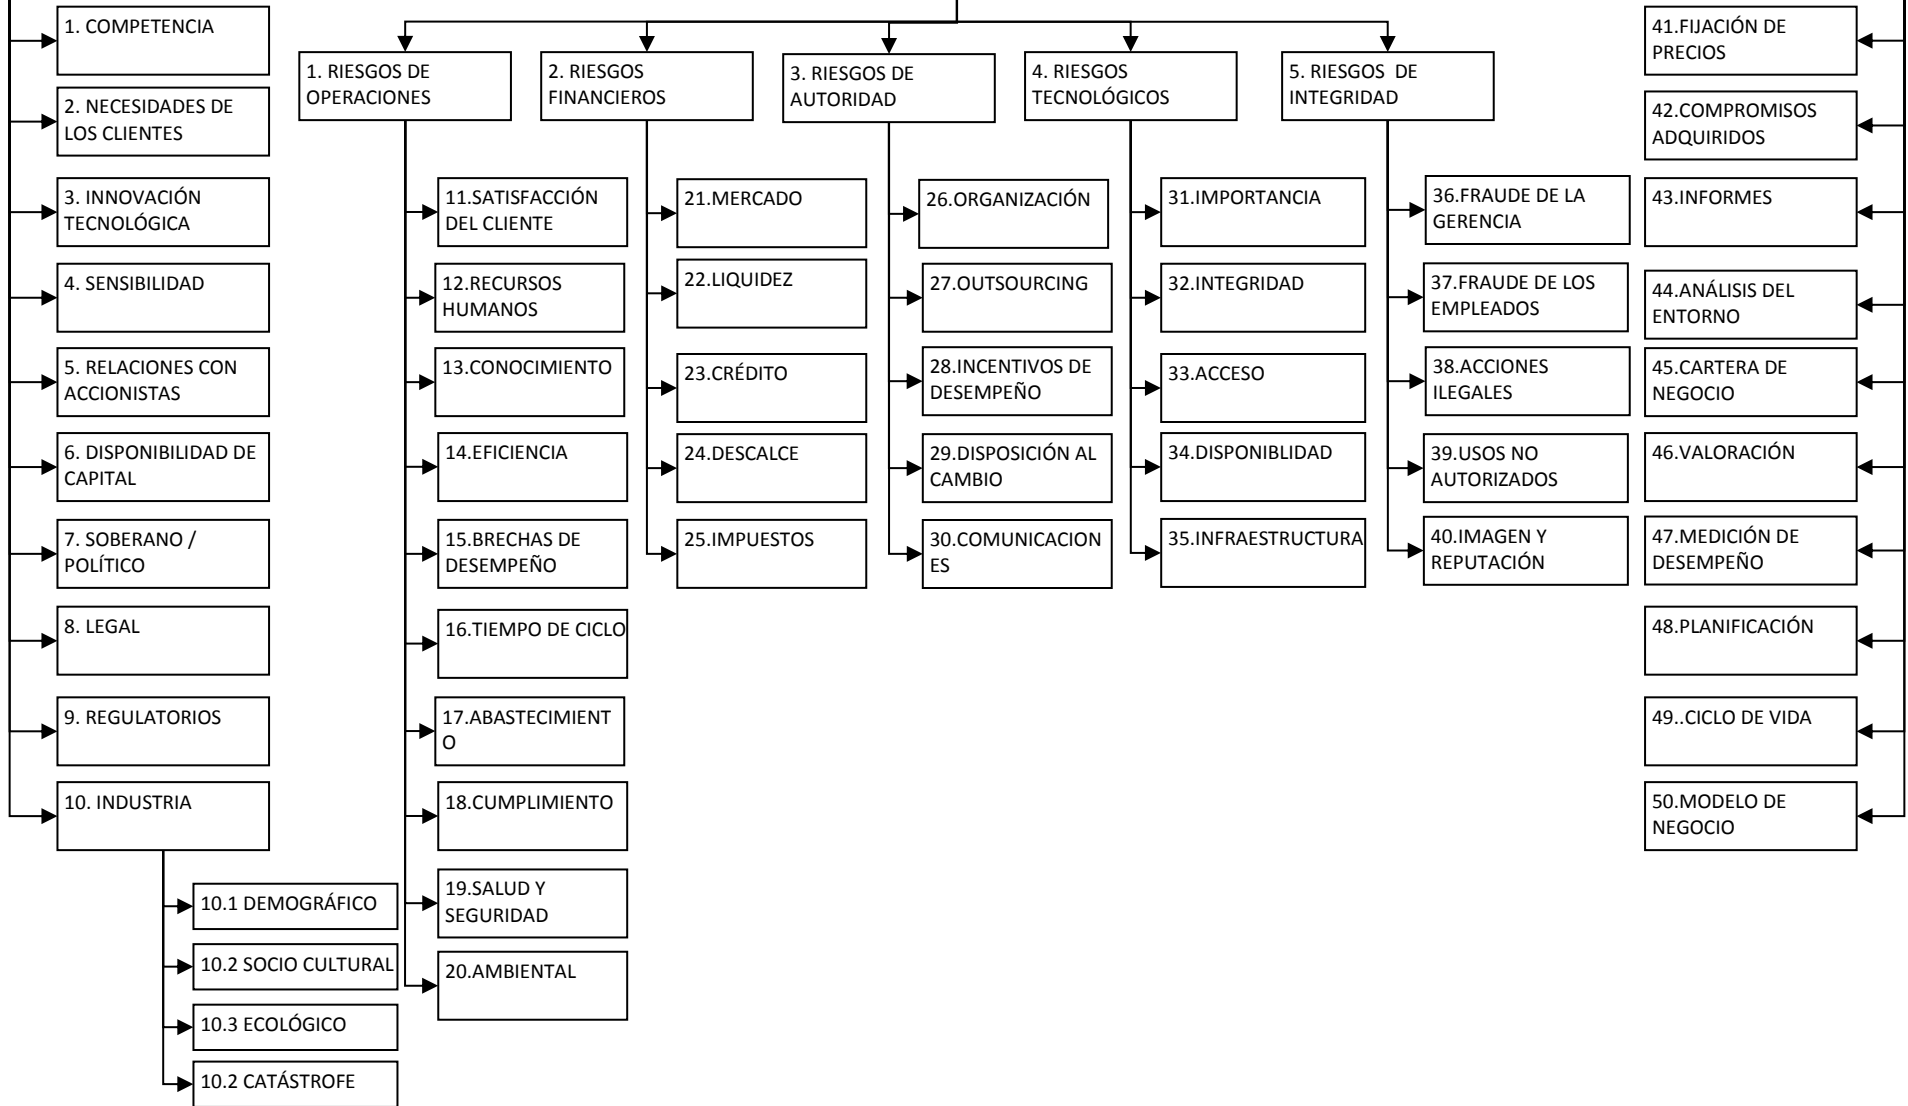 1. COMPETENCIA
2. NECESIDADES DE
LOS CLIENTES
3. INNOVACIÓN
TECNOLÓGICA
4. SENSIBILIDAD
5. RELACIONES CON
ACCIONISTAS
6. DISPONIBILIDAD DE
CAPITAL
7. SOBERANO /
POLÍTICO
8. LEGAL
9. REGULATORIOS
10. INDUSTRIA
10.1 DEMOGRÁFICO
10.2 SOCIO CULTURAL
10.3 ECOLÓGICO
10.2 CATÁSTROFE
1. RIESGOS DE
OPERACIONES
11.SATISFACCIÓN
DEL CLIENTE
12.RECURSOS
HUMANOS
13.CONOCIMIENTO
14.EFICIENCIA
15.BRECHAS DE
DESEMPEÑO
16.TIEMPO DE CICLO
17.ABASTECIMIENT
O
18.CUMPLIMIENTO
19.SALUD Y
SEGURIDAD
20.AMBIENTAL
2. RIESGOS
FINANCIEROS
21.MERCADO
22.LIQUIDEZ
23.CRÉDITO
24.DESCALCE
25.IMPUESTOS
3. RIESGOS DE
AUTORIDAD
26.ORGANIZACIÓN
27.OUTSOURCING
28.INCENTIVOS DE
DESEMPEÑO
29.DISPOSICIÓN AL
CAMBIO
30.COMUNICACION
ES
4. RIESGOS
TECNOLÓGICOS
31.IMPORTANCIA
32.INTEGRIDAD
33.ACCESO
34.DISPONIBLIDAD
35.INFRAESTRUCTURA
5. RIESGOS  DE
INTEGRIDAD
36.FRAUDE DE LA
GERENCIA
37.FRAUDE DE LOS
EMPLEADOS
38.ACCIONES
ILEGALES
39.USOS NO
AUTORIZADOS
40.IMAGEN Y
REPUTACIÓN
41.FIJACIÓN DE
PRECIOS
42.COMPROMISOS
ADQUIRIDOS
43.INFORMES
44.ANÁLISIS DEL
ENTORNO
45.CARTERA DE
NEGOCIO
46.VALORACIÓN
47.MEDICIÓN DE
DESEMPEÑO
48.PLANIFICACIÓN
49..CICLO DE VIDA
50.MODELO DE
NEGOCIO